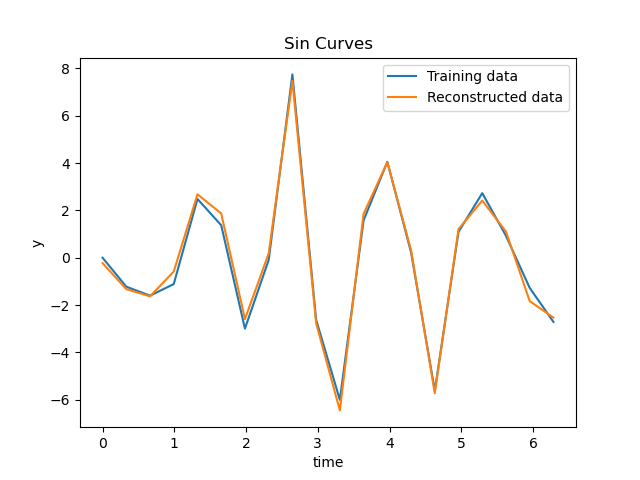 Sin Curves
Training data
Reconstructed data
y
8
6
4
2
0
−2
−4
−6
0 1 2 3 4 5 6
time